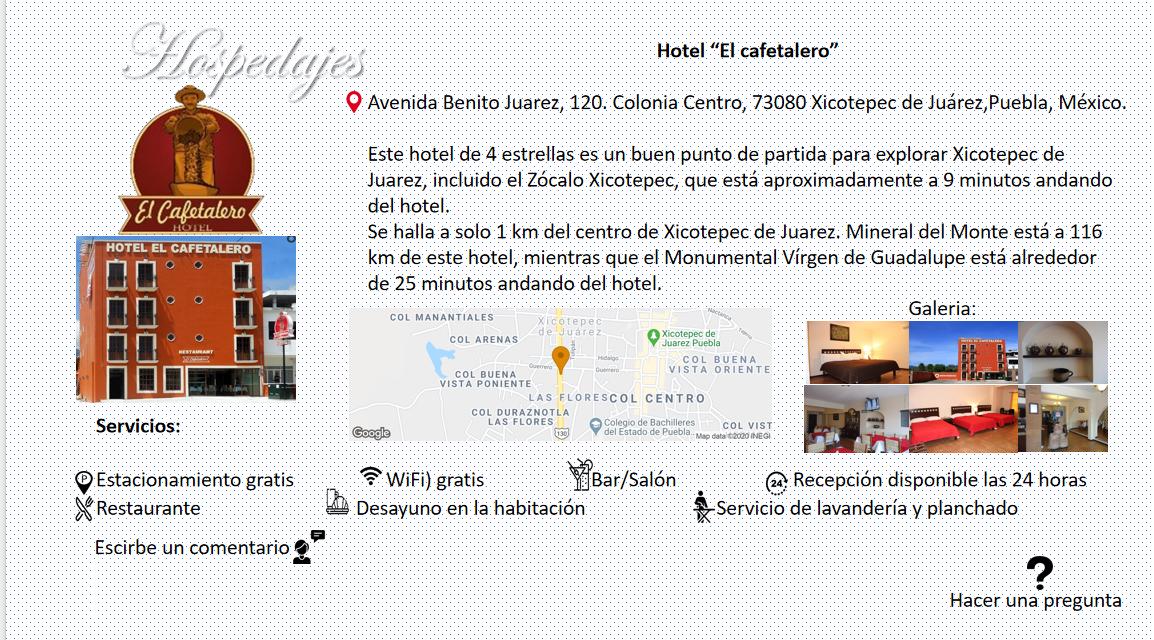 Hospedajes
Hotel “El cafetalero”
Avenida Benito Juarez, 120. Colonia Centro, 73080 Xicotepec de Juárez,Puebla, México.
El Cafetalero
HOTEL
Este hotel de 4 estrellas es un buen punto de partida para explorar Xicotepec de
Juarez, incluido el Zócalo Xicotepec, que está aproximadamente a 9 minutos andando
del hotel.
Se halla a solo 1 km del centro de Xicotepec de Juarez. Mineral del Monte está a 116
km de este hotel, mientras que el Monumental Vírgen de Guadalupe está alrededor
de 25 minutos andando del hotel.
HOTEL EL CAFETALERO
RESTAURANT
COL MANANTIALES
Xicotepec
de Juárez
Nactanca
COL ARENAS
Xicotepec de
Juarez Puebla
Hidalgo
Guerrero
Guerrero
COL BUENA
VISTA ORIENTE
COL BUENA
VISTA PONIENTE
LAS FLORES
COL CENTRO
COL DURAZNOTLA
LAS FLORES
Colegio de Bachilleres
del Estado de Puebla
COL VIST
Google
130
Map data ©2020 INEGI
Galeria:
HOTEL EL CAFETALERO
Servicios:
P Estacionamiento gratis
WiFi) gratis
Bar/Salón
24 Recepción disponible las 24 horas
Restaurante
Desayuno en la habitación
Servicio de lavandería y planchado
Escirbe un comentario
?
Hacer una pregunta